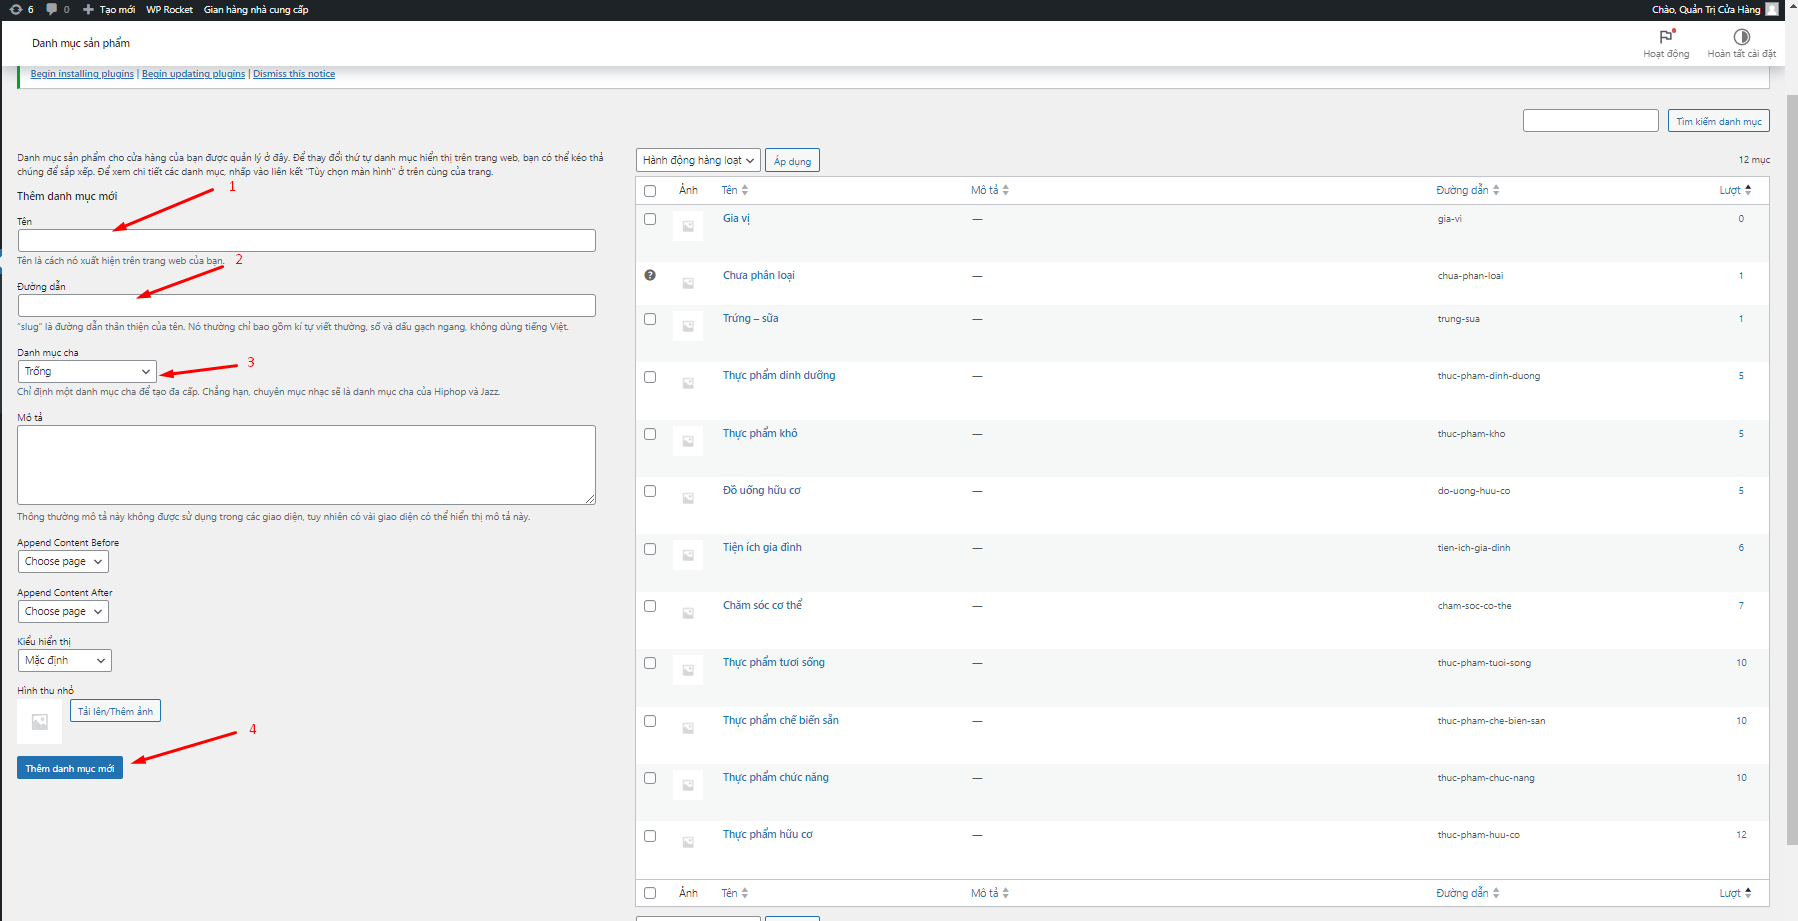 6 0 Tạo mới WP Rocket Gian hàng nhà cung cấp Chào, Quản Trị Cửa Hàng
Danh mục sản phẩm
Hoạt động Hoàn tất cài đặt
Begin installing plugins | Begin updating plugins | Dismiss this notice
Tìm kiếm danh mục
Danh mục sản phẩm cho cửa hàng của bạn được quản lý ở đây. Để thay đổi thứ tự danh mục hiển thị trên trang web, bạn có thể kéo thả
chúng để sắp xếp. Để xem chi tiết các danh mục, nhấp vào liên kết "Tùy chọn màn hình" ở trên cùng của trang.
Thêm danh mục mới
1
Tên
Tên là cách nó xuất hiện trên trang web của bạn.
2
Đường dẫn
"slug" là đường dẫn thân thiện của tên. Nó thường chỉ bao gồm kí tự viết thường, số và dấu gạch ngang, không dùng tiếng Việt.
Danh mục cha
Trống
3
Chỉ định một danh mục cha để tạo đa cấp. Chẳng hạn, chuyên mục nhạc sẽ là danh mục cha của Hiphop và Jazz.
Mô tả
Thông thường mô tả này không được sử dụng trong các giao diện, tuy nhiên có vài giao diện có thể hiển thị mô tả này.
Append Content Before
Choose page
Append Content After
Choose page
Kiểu hiển thị
Mặc định
Hình thu nhỏ
Tải lên/Thêm ảnh
4
Thêm danh mục mới
Hành động hàng loạt Áp dụng 12 mục
Ảnh Tên Mô tả Đường dẫn Lượt
Gia vị — gia-vi 0
? Chưa phân loại — chua-phan-loai 1
Trứng – sữa — trung-sua 1
Thực phẩm dinh dưỡng — thuc-pham-dinh-duong 5
Thực phẩm khô — thuc-pham-kho 5
Đồ uống hữu cơ — do-uong-huu-co 5
Tiện ích gia đình — tien-ich-gia-dinh 6
Chăm sóc cơ thể — cham-soc-co-the 7
Thực phẩm tươi sống — thuc-pham-tuoi-song 10
Thực phẩm chế biến sẵn — thuc-pham-che-bien-san 10
Thực phẩm chức năng — thuc-pham-chuc-nang 10
Thực phẩm hữu cơ — thuc-pham-huu-co 12
Ảnh Tên Mô tả Đường dẫn Lượt